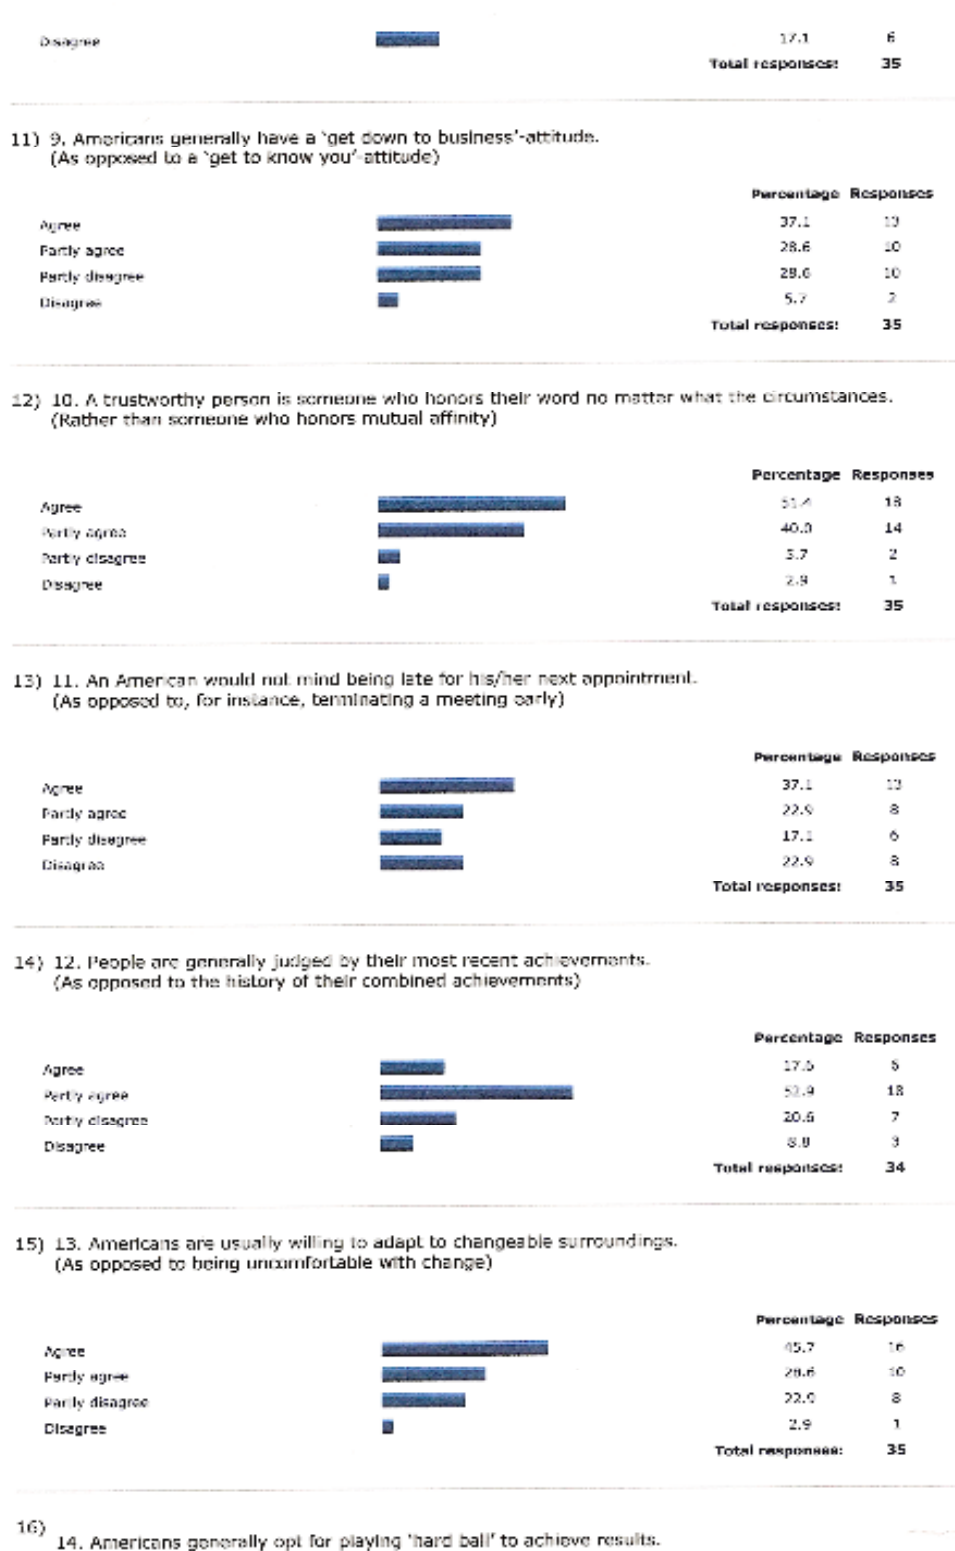 Disagree 17.1 6
Total responses: 35
11) 9. Americans generally have a 'get down to business'-attitude.
(As opposed to a 'get to know you'-attitude)
Percentage Responses
Agree 37.1 13
Partly agree 28.6 10
Partly disagree 28.6 10
Disagree 5.7 2
Total responses: 35
12) 10. A trustworthy person is someone who honors their word no matter what the circumstances.
(Rather than someone who honors mutual affinity)
Percentage Responses
Agree 51.4 18
Partly agree 40.0 14
Partly disagree 5.7 2
Disagree 2.9 1
Total responses: 35
13) 11. An American would not mind being late for his/her next appointment.
(As opposed to, for instance, terminating a meeting early)
Percentage Responses
Agree 37.1 13
Partly agree 22.9 8
Partly disagree 17.1 6
Disagree 22.9 8
Total responses: 35
14) 12. People are generally judged by their most recent achievements.
(As opposed to the history of their combined achievements)
Percentage Responses
Agree 17.6 6
Partly agree 52.9 18
Partly disagree 20.6 7
Disagree 8.8 3
Total responses: 34
15) 13. Americans are usually willing to adapt to changeable surroundings.
(As opposed to being uncomfortable with change)
Percentage Responses
Agree 45.7 16
Partly agree 28.6 10
Partly disagree 22.9 8
Disagree 2.9 1
Total responses: 35
16)
14. Americans generally opt for playing 'hard ball' to achieve results.